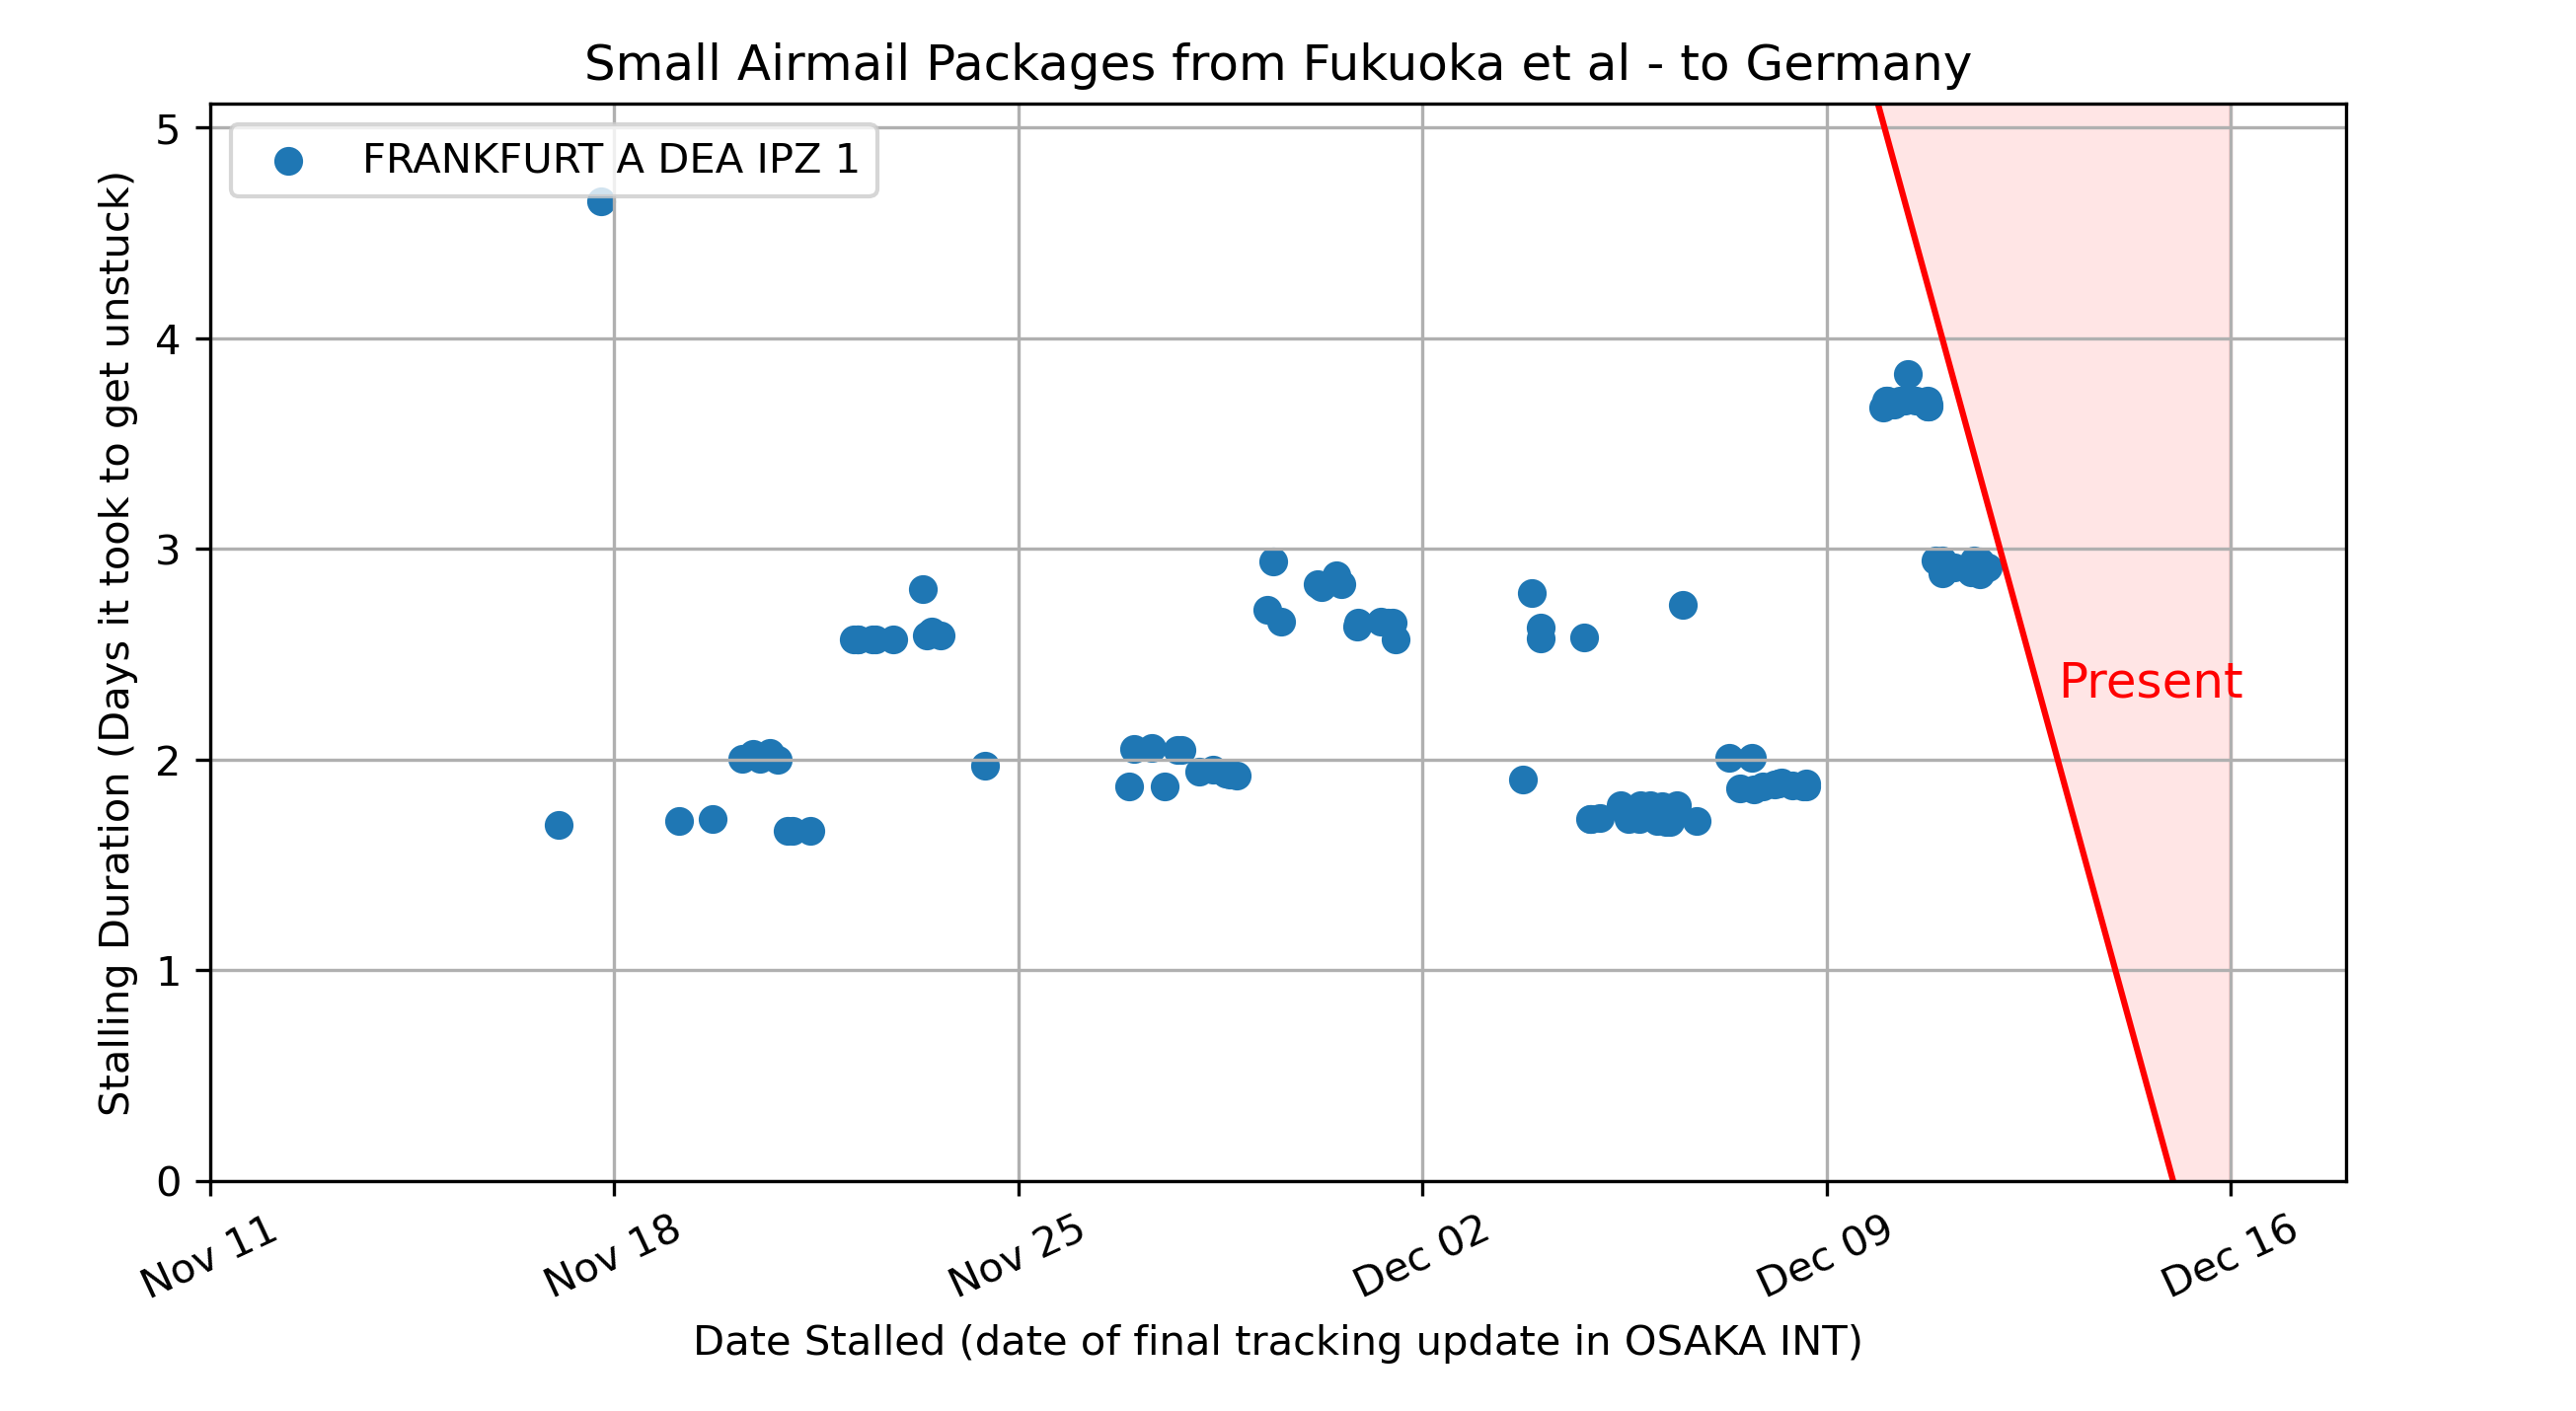 Small Airmail Packages from Fukuoka et al - to Germany
FRANKFURT A DEA IPZ 1
Stalling Duration (Days it took to get unstuck)
5
4
3
2
1
0
Present
Nov 11
Nov 18
Nov 25
Dec 02
Dec 09
Dec 16
Date Stalled (date of final tracking update in OSAKA INT)